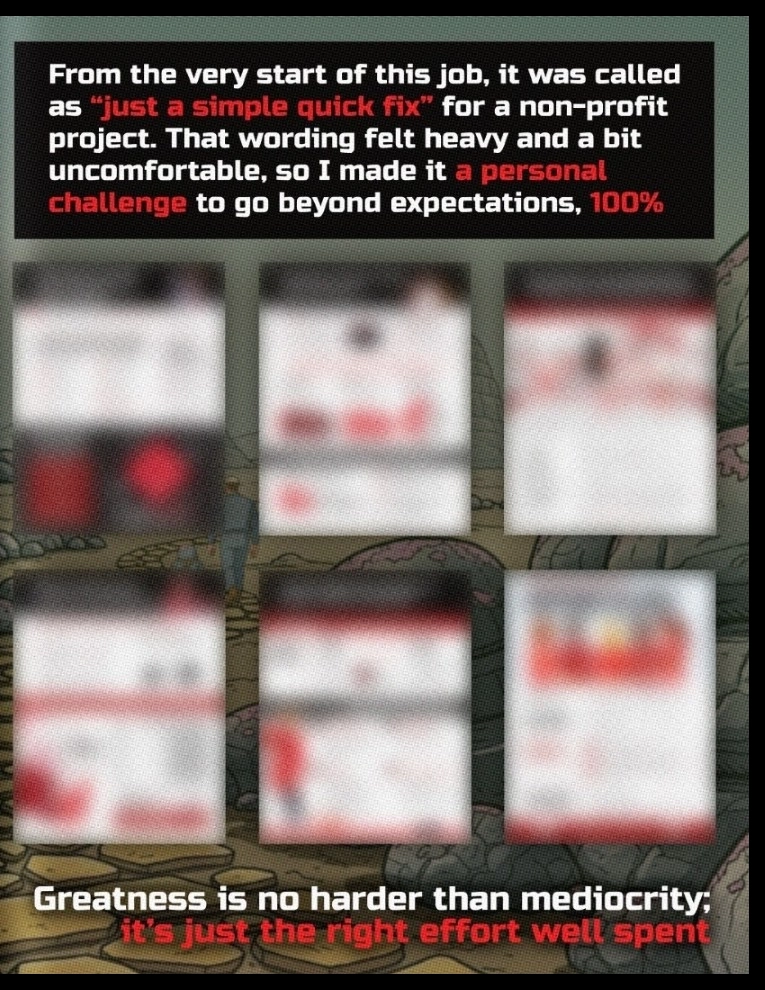 From the very start of this job, it was called
as “just a simple quick fix” for a non-profit
project. That wording felt heavy and a bit
uncomfortable, so I made it a personal
challenge to go beyond expectations, 100%
Greatness is no harder than mediocrity;
it’s just the right effort well spent